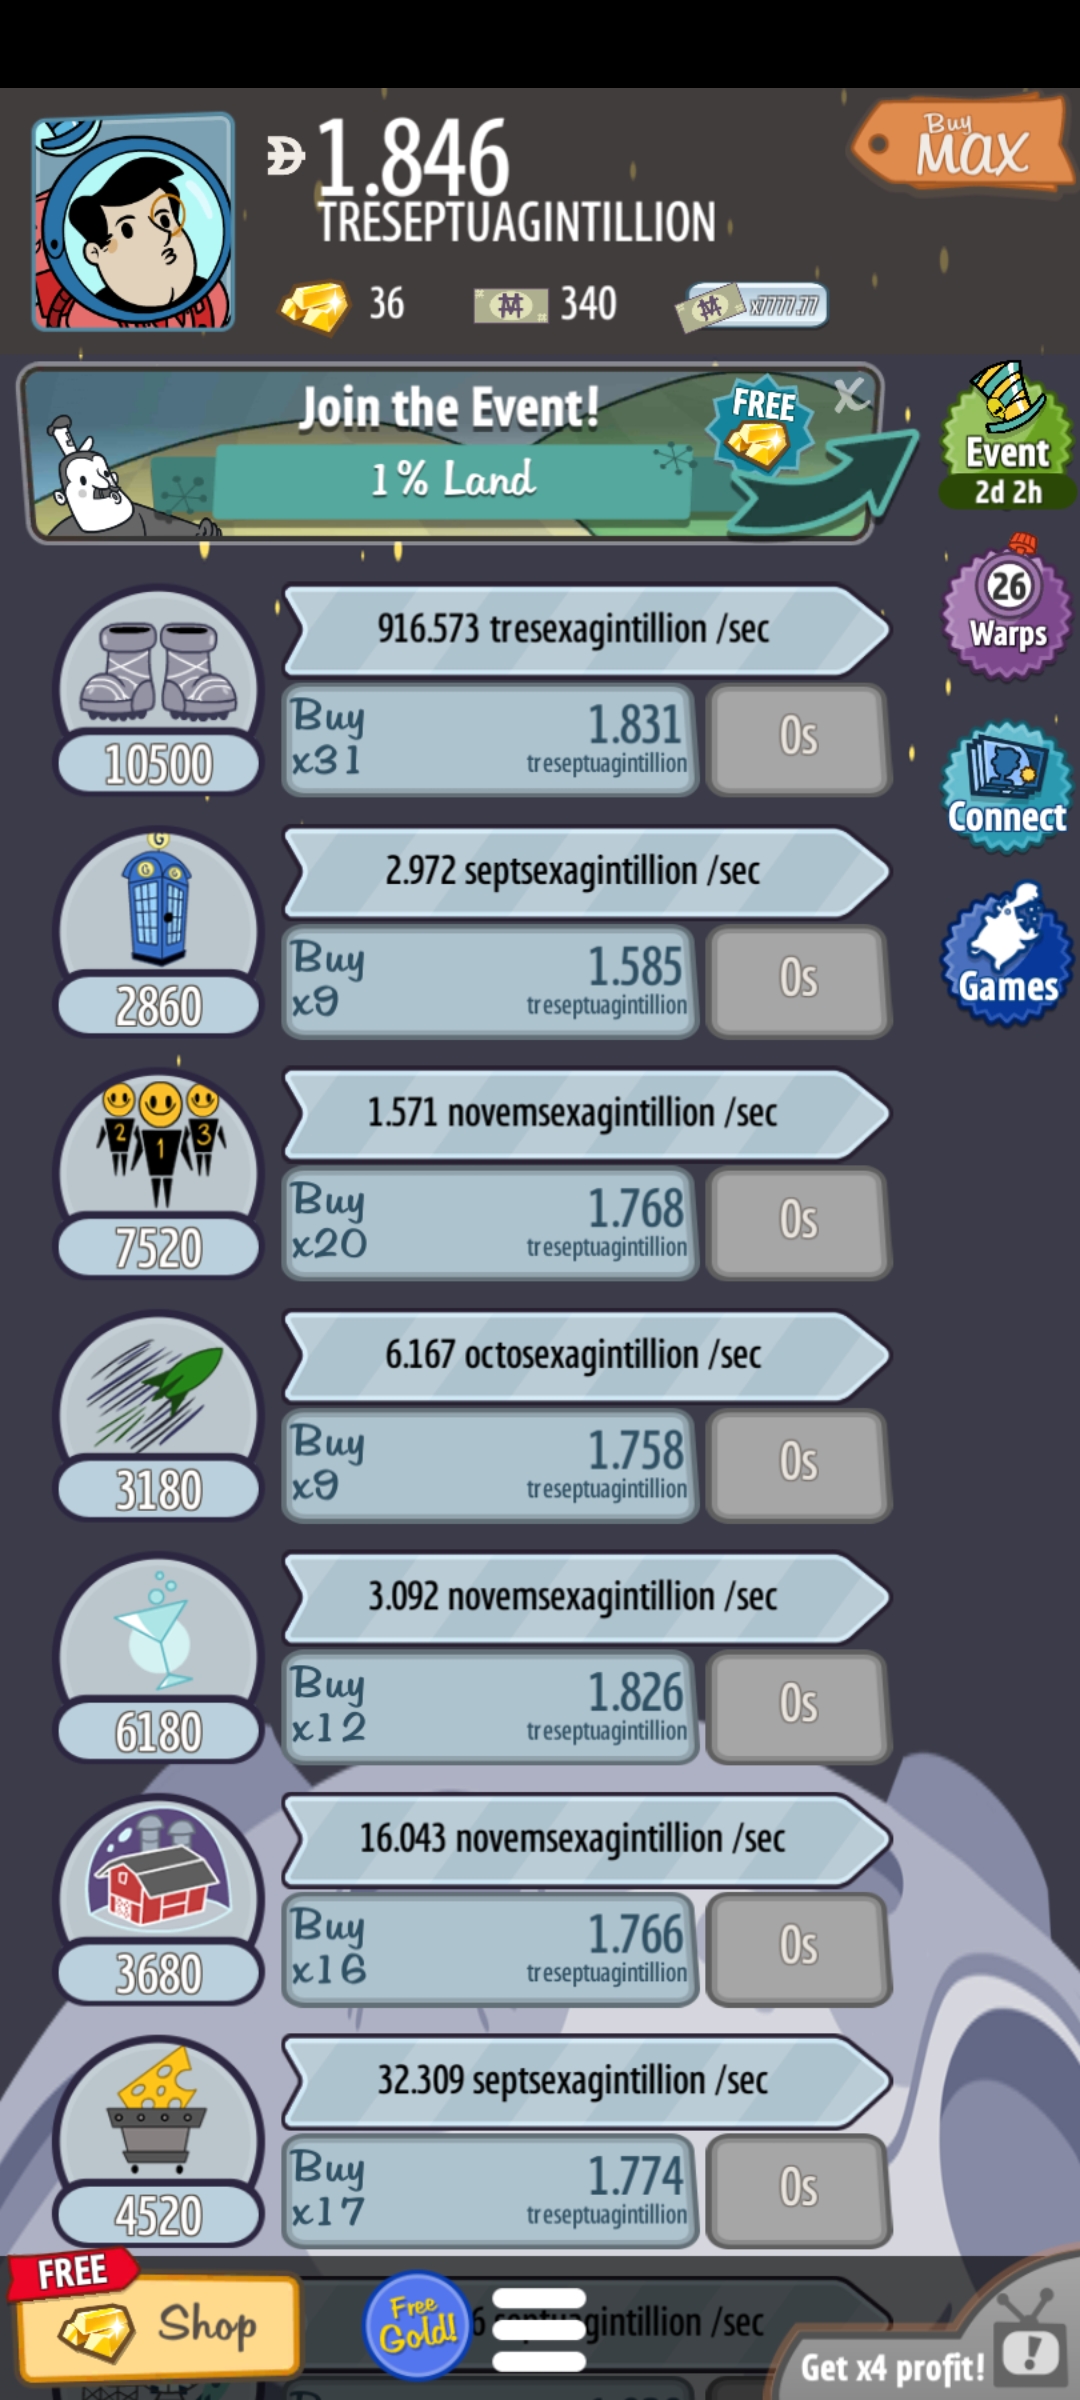 1.846
TRESEPTUAGINTILLION
Buy
MAX
36
340
x7777.77
Join the Event!
1% Land
FREE
X
Event
2d 2h
26
Warps
Connect
Games
916.573 tresexagintillion /sec
10500
Buy
x31
1.831
treseptuagintillion
0s
G
G G
2.972 septsexagintillion /sec
2860
Buy
x9
1.585
treseptuagintillion
0s
2 1 3
1.571 novemsexagintillion /sec
7520
Buy
x20
1.768
treseptuagintillion
0s
6.167 octosexagintillion /sec
3180
Buy
x9
1.758
treseptuagintillion
0s
3.092 novemsexagintillion /sec
6180
Buy
x12
1.826
treseptuagintillion
0s
16.043 novemsexagintillion /sec
3680
Buy
x16
1.766
treseptuagintillion
0s
32.309 septsexagintillion /sec
4520
Buy
x17
1.774
treseptuagintillion
0s
FREE
Shop
Free
Gold!
/sec
Get x4 profit!
!